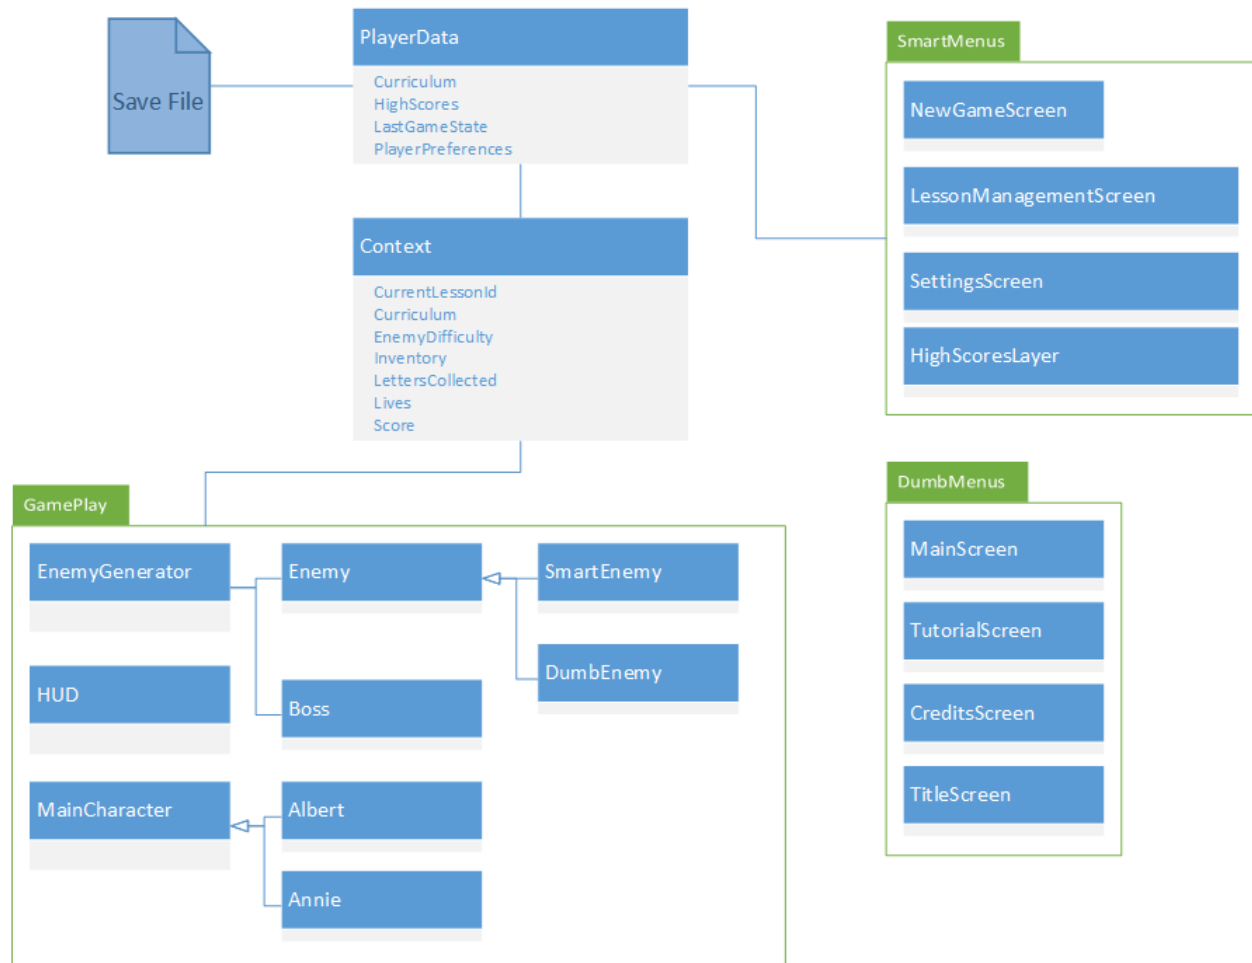 Save File
PlayerData
Curriculum
HighScores
LastGameState
PlayerPreferences
Context
CurrentLessonId
Curriculum
EnemyDifficulty
Inventory
LettersCollected
Lives
Score
SmartMenus
NewGameScreen
LessonManagementScreen
SettingsScreen
HighScoresLayer
DumbMenus
MainScreen
TutorialScreen
CreditsScreen
TitleScreen
GamePlay
EnemyGenerator
Enemy
SmartEnemy
DumbEnemy
HUD
Boss
MainCharacter
Albert
Annie